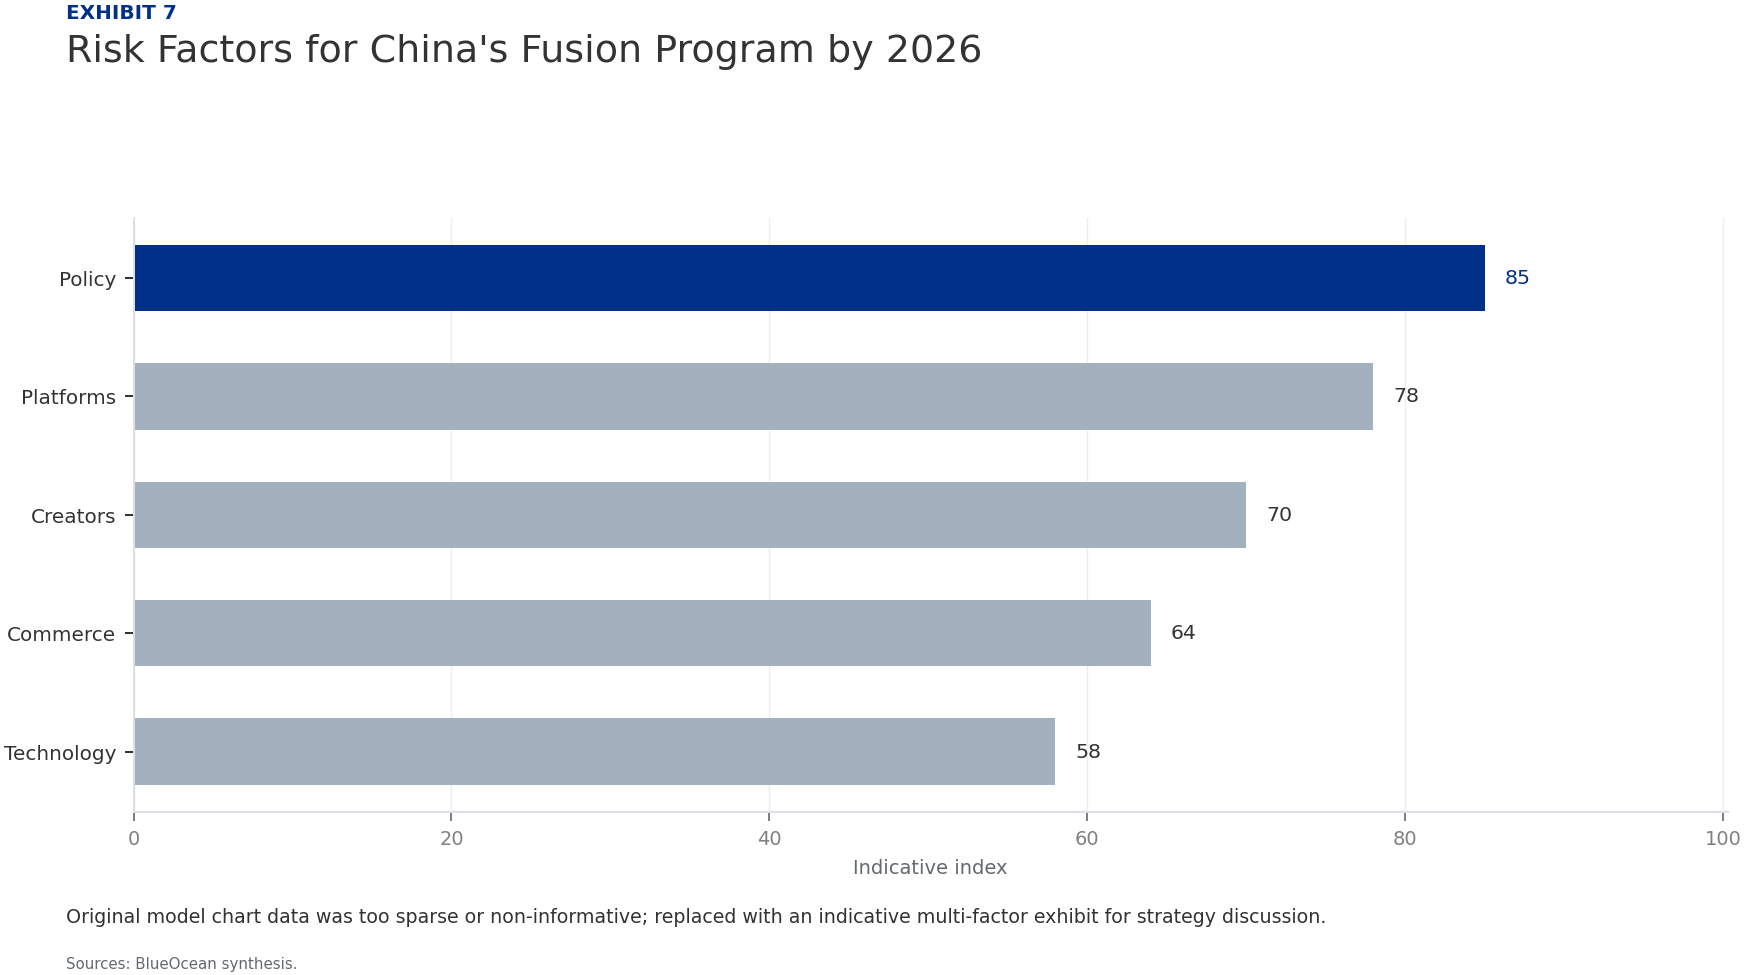 EXHIBIT 7
Risk Factors for China's Fusion Program by 2026
Policy
85
Platforms
78
Creators
70
Commerce
64
Technology
58
0 20 40 60 80 100
Indicative index
Original model chart data was too sparse or non-informative; replaced with an indicative multi-factor exhibit for strategy discussion.
Sources: BlueOcean synthesis.